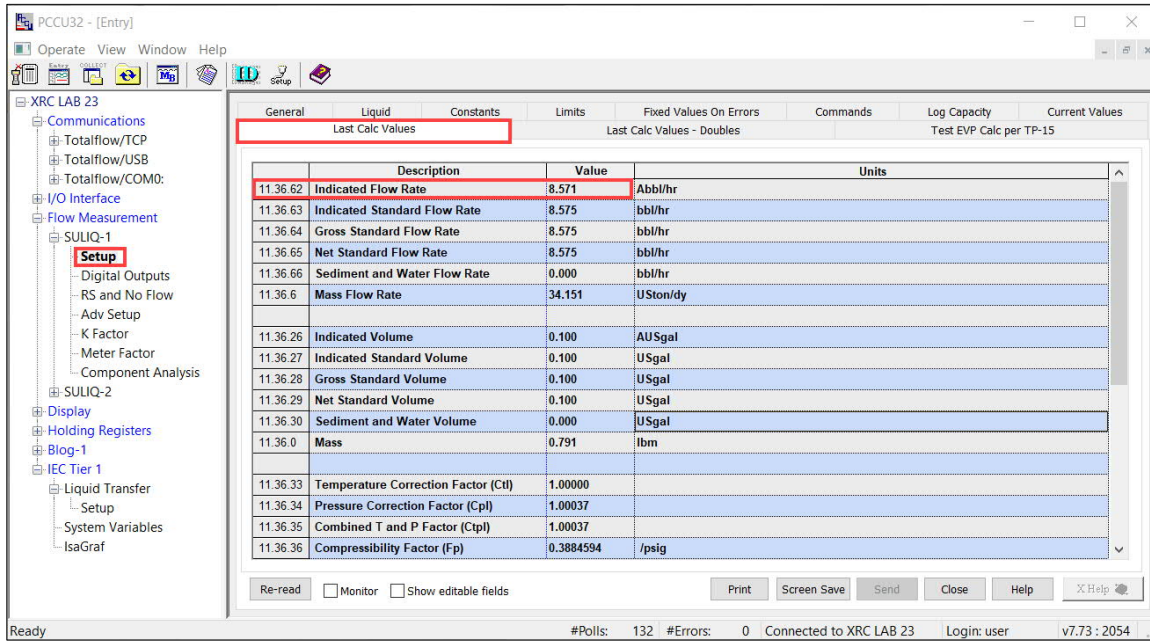 PCCU32 - [Entry]
Operate View Window Help
Entry COLLECT MB ID Setup
XRC LAB 23
Communications
Totalflow/TCP
Totalflow/USB
Totalflow/COM0:
I/O Interface
Flow Measurement
SULIQ-1
Setup
Digital Outputs
RS and No Flow
Adv Setup
K Factor
Meter Factor
Component Analysis
SULIQ-2
Display
Holding Registers
Blog-1
IEC Tier 1
Liquid Transfer
Setup
System Variables
IsaGraf
General Liquid Constants Limits Fixed Values On Errors Commands Log Capacity Current Values
Last Calc Values Last Calc Values - Doubles Test EVP Calc per TP-15
Description Value Units
11.36.62 Indicated Flow Rate 8.571 Abbl/hr
11.36.63 Indicated Standard Flow Rate 8.575 bbl/hr
11.36.64 Gross Standard Flow Rate 8.575 bbl/hr
11.36.65 Net Standard Flow Rate 8.575 bbl/hr
11.36.66 Sediment and Water Flow Rate 0.000 bbl/hr
11.36.6 Mass Flow Rate 34.151 USton/dy
11.36.26 Indicated Volume 0.100 AUSgal
11.36.27 Indicated Standard Volume 0.100 USgal
11.36.28 Gross Standard Volume 0.100 USgal
11.36.29 Net Standard Volume 0.100 USgal
11.36.30 Sediment and Water Volume 0.000 USgal
11.36.0 Mass 0.791 lbm
11.36.33 Temperature Correction Factor (Ctl) 1.00000
11.36.34 Pressure Correction Factor (Cpl) 1.00037
11.36.35 Combined T and P Factor (Ctpl) 1.00037
11.36.36 Compressibility Factor (Fp) 0.3884594 /psig
Re-read Monitor Show editable fields Print Screen Save Send Close Help X Help
Ready #Polls: 132 #Errors: 0 Connected to XRC LAB 23 Login: user v7.73 : 2054